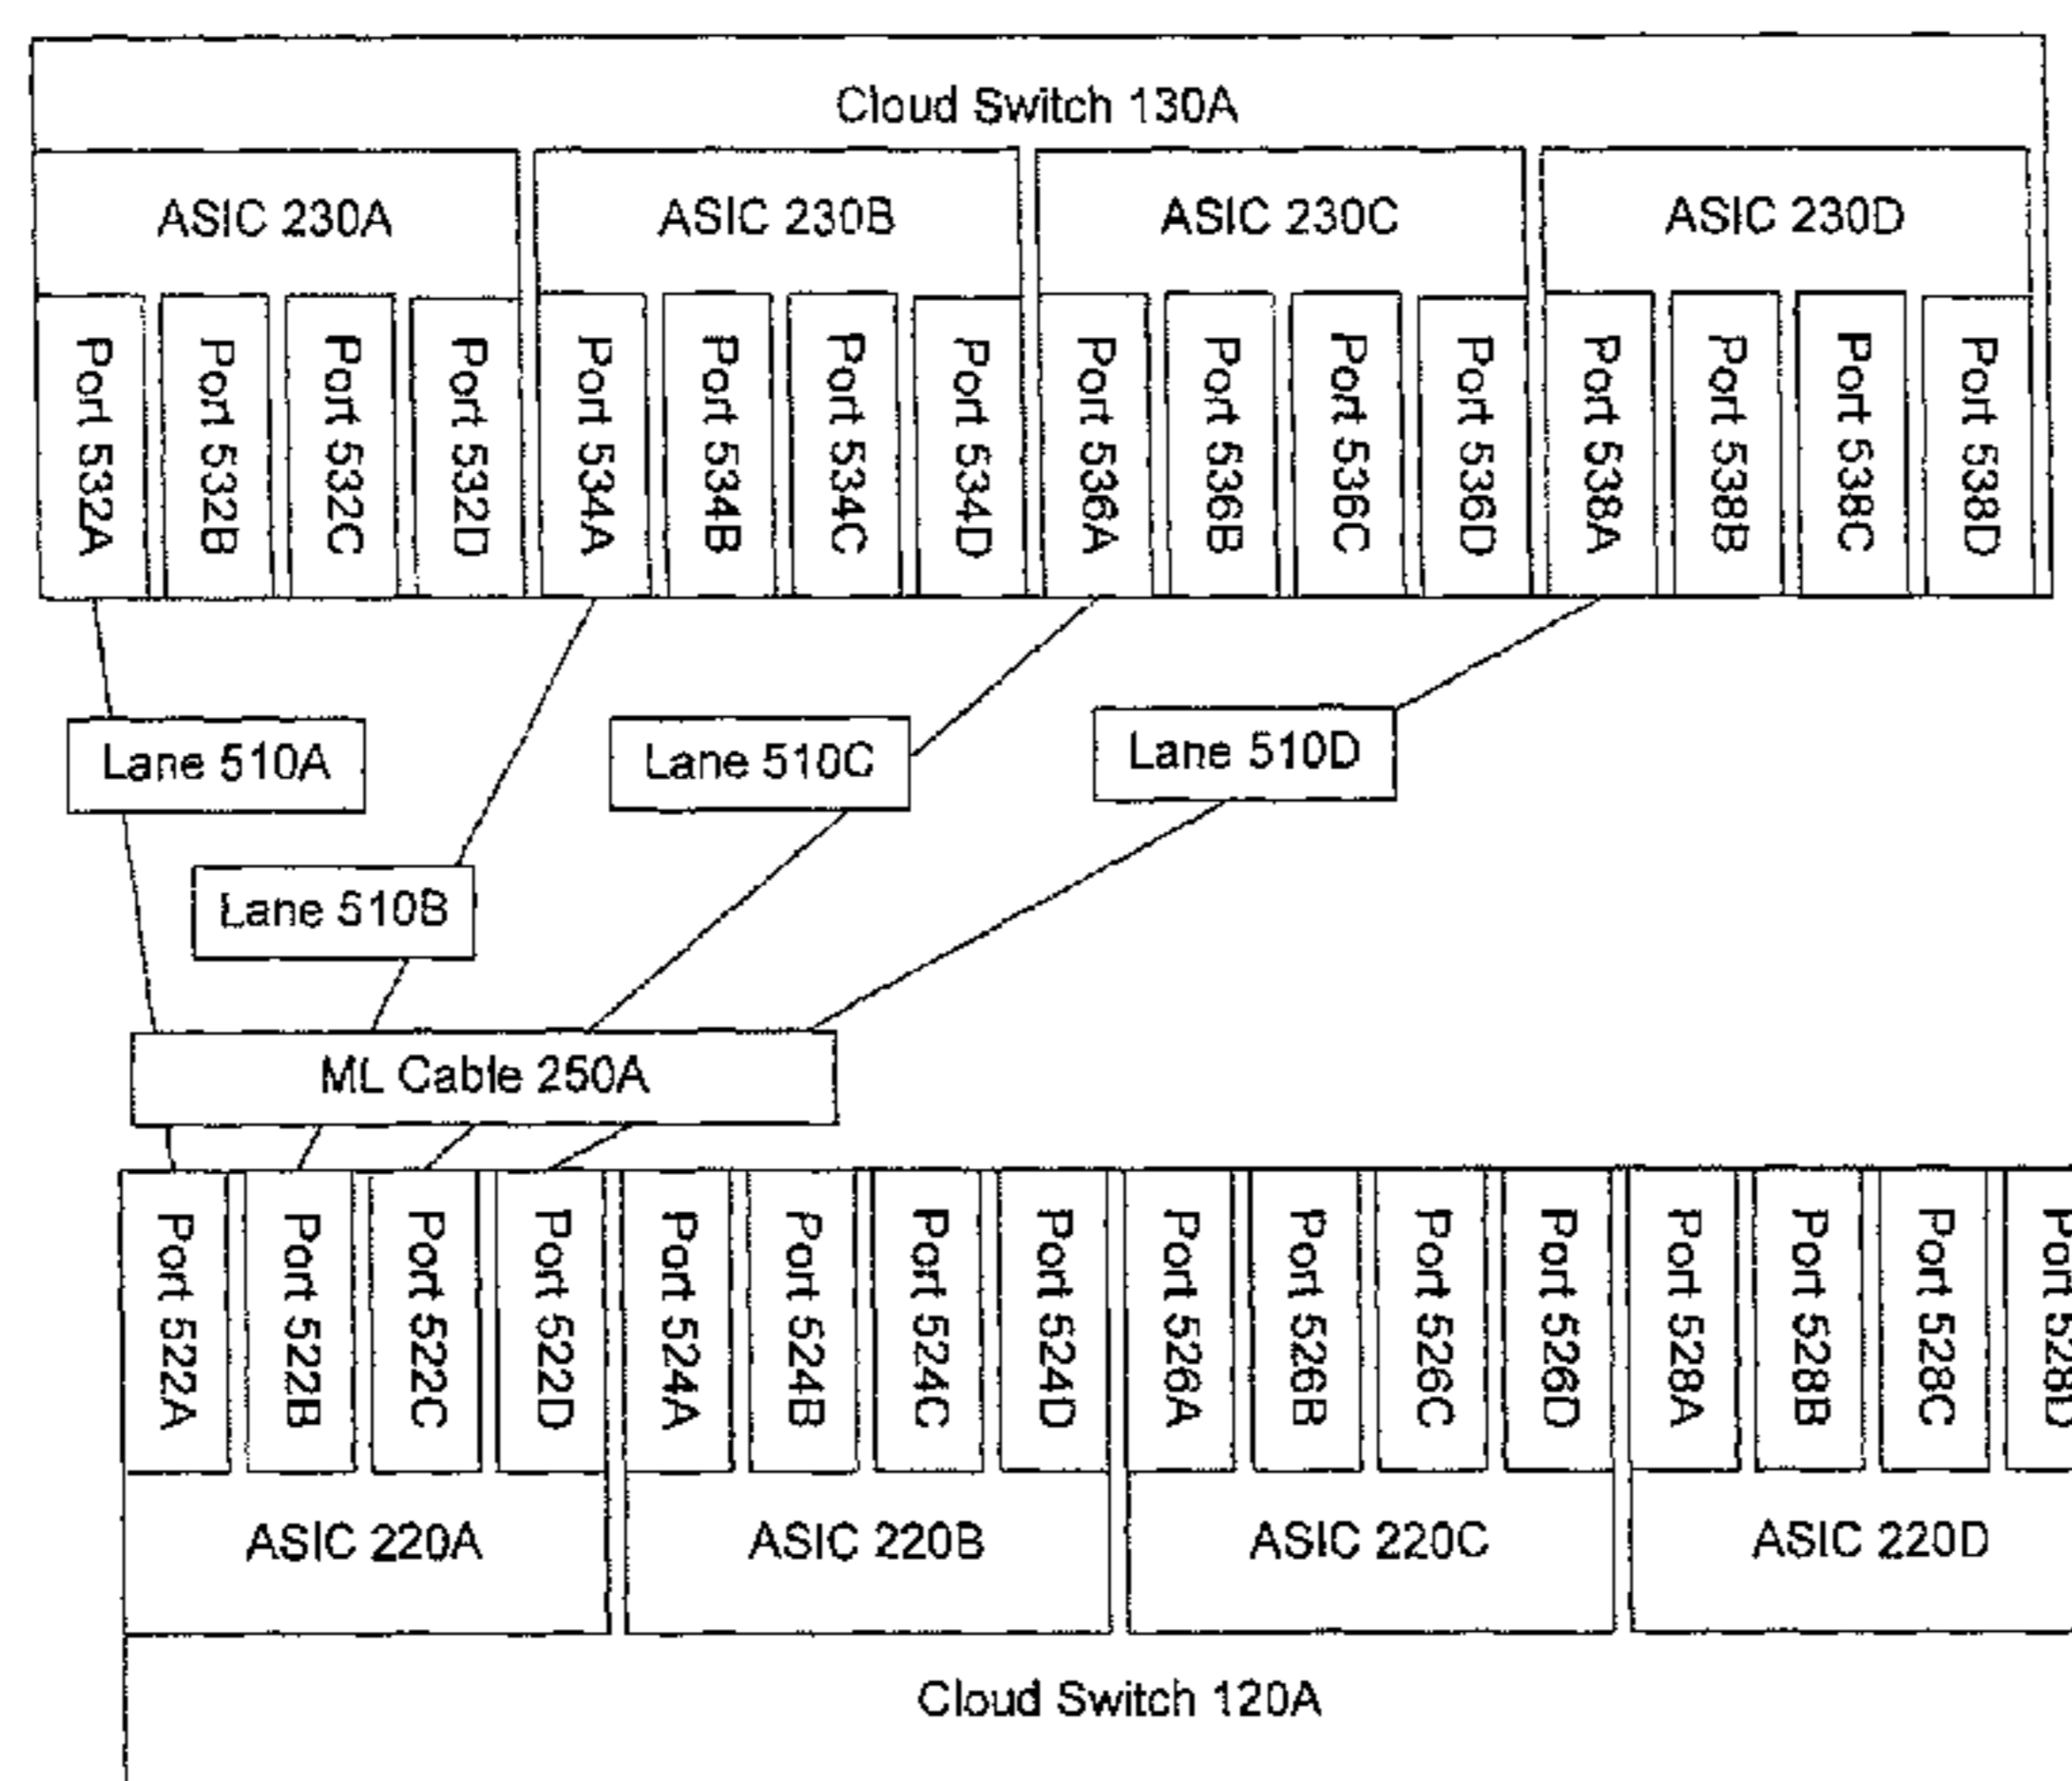 Cloud Switch 130A
ASIC 230A
ASIC 230B
ASIC 230C
ASIC 230D
Port 532A
Port 532B
Port 532C
Port 532D
Port 534A
Port 534B
Port 534C
Port 534D
Port 536A
Port 536B
Port 536C
Port 536D
Port 538A
Port 538B
Port 538C
Port 538D
Lane 510A
Lane 510C
Lane 510D
Lane 510B
ML Cable 250A
Port 522A
Port 522B
Port 522C
Port 522D
Port 524A
Port 524B
Port 524C
Port 524D
Port 526A
Port 526B
Port 526C
Port 526D
Port 528A
Port 528B
Port 528C
Port 528D
ASIC 220A
ASIC 220B
ASIC 220C
ASIC 220D
Cloud Switch 120A